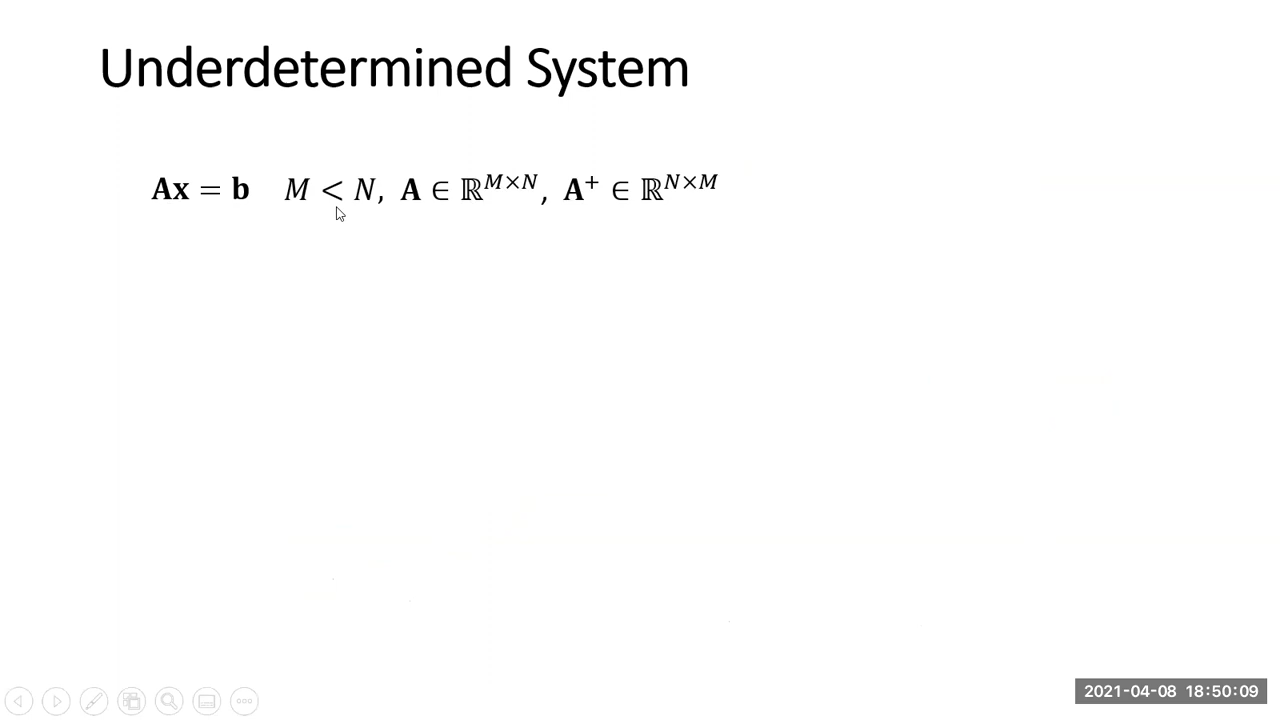 Underdetermined System
𝐀𝐱 = 𝐛 M < N, 𝐀 ∈ ℝ^{M×N}, 𝐀⁺ ∈ ℝ^{N×M}
2021-04-08 18:50:09